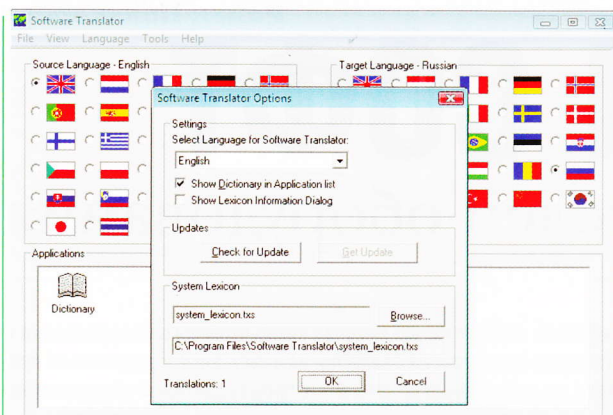 Software Translator
File View Language Tools Help
Source Language - English
Target Language - Russian
Software Translator Options
Settings
Select Language for Software Translator:
English
Show Dictionary in Application list
Show Lexicon Information Dialog
Updates
Check for Update
Get Update
System Lexicon
system_lexicon.txs
Browse...
C:\Program Files\Software Translator\system_lexicon.txs
Translations: 1
OK
Cancel
Applications
Dictionary